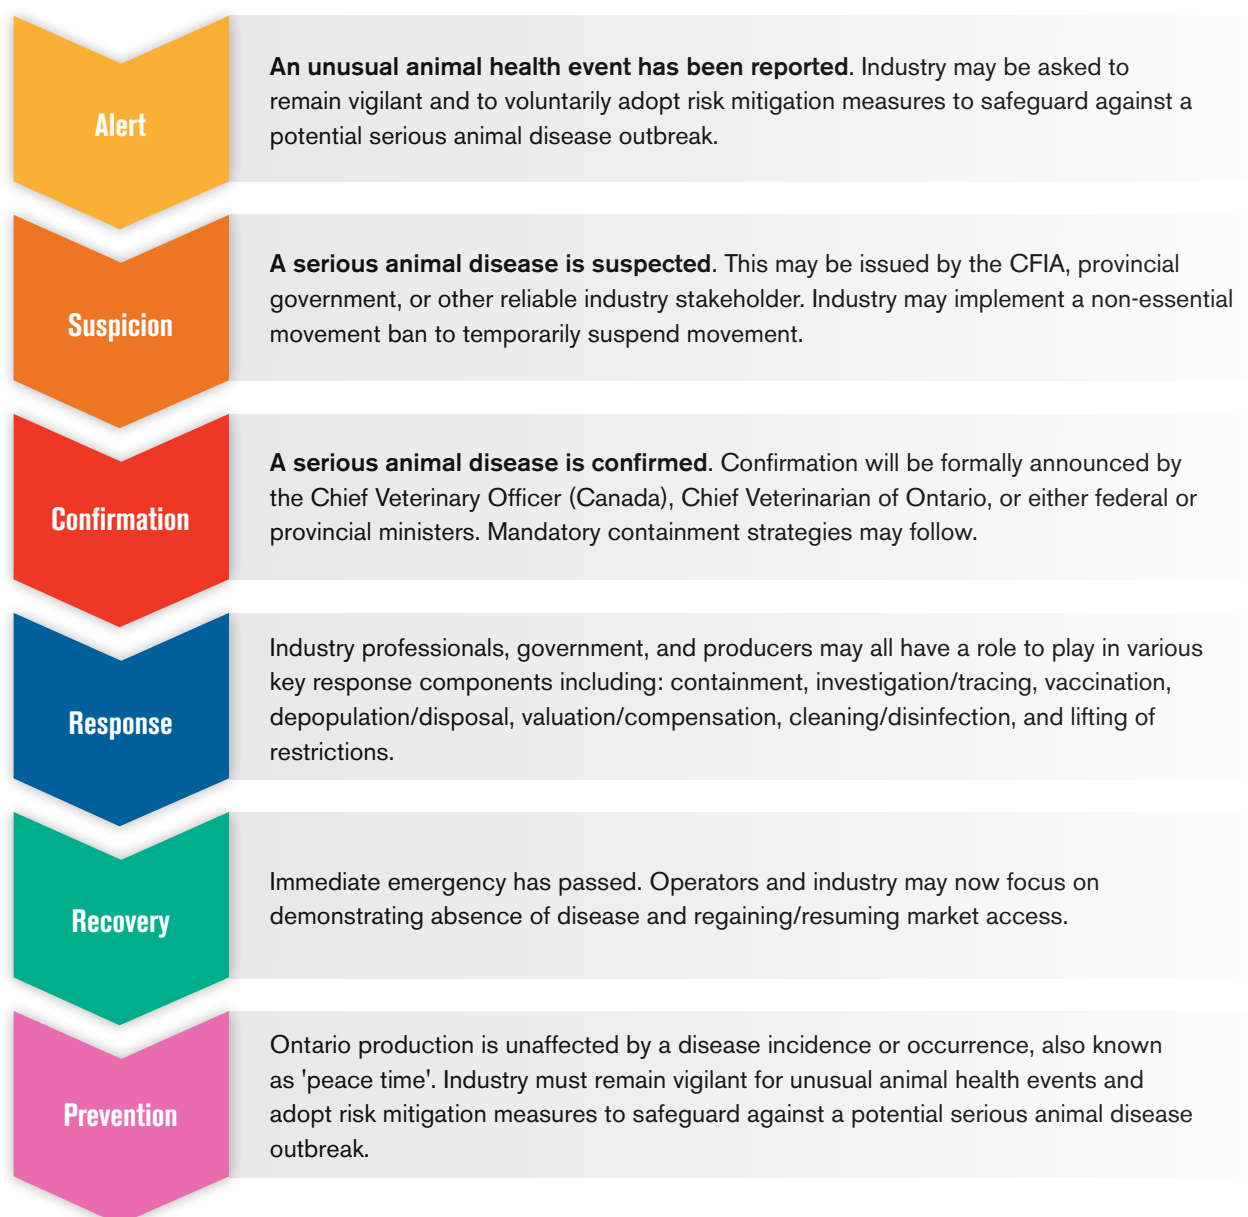 Alert
An unusual animal health event has been reported. Industry may be asked to
remain vigilant and to voluntarily adopt risk mitigation measures to safeguard against a
potential serious animal disease outbreak.
Suspicion
A serious animal disease is suspected. This may be issued by the CFIA, provincial
government, or other reliable industry stakeholder. Industry may implement a non-essential
movement ban to temporarily suspend movement.
Confirmation
A serious animal disease is confirmed. Confirmation will be formally announced by
the Chief Veterinary Officer (Canada), Chief Veterinarian of Ontario, or either federal or
provincial ministers. Mandatory containment strategies may follow.
Response
Industry professionals, government, and producers may all have a role to play in various
key response components including: containment, investigation/tracing, vaccination,
depopulation/disposal, valuation/compensation, cleaning/disinfection, and lifting of
restrictions.
Recovery
Immediate emergency has passed. Operators and industry may now focus on
demonstrating absence of disease and regaining/resuming market access.
Prevention
Ontario production is unaffected by a disease incidence or occurrence, also known
as 'peace time'. Industry must remain vigilant for unusual animal health events and
adopt risk mitigation measures to safeguard against a potential serious animal disease
outbreak.